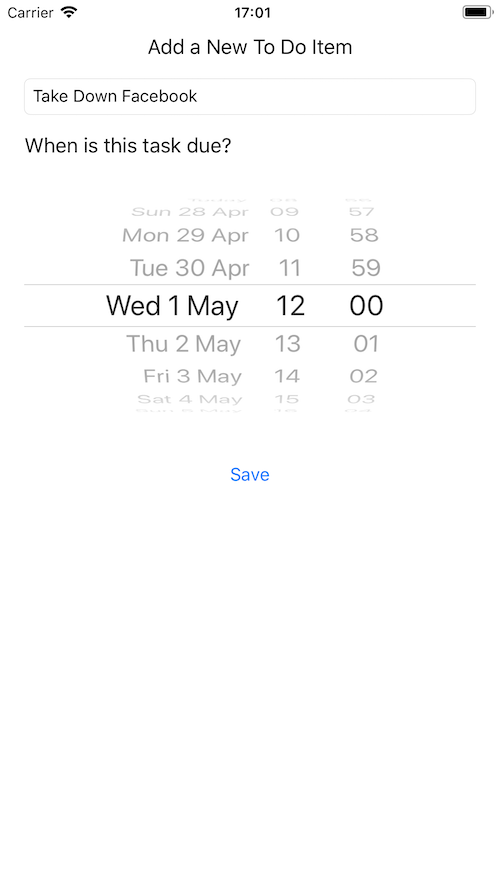 Carrier 17:01
Add a New To Do Item
Take Down Facebook
When is this task due?
Sun 28 Apr 09 57
Mon 29 Apr 10 58
Tue 30 Apr 11 59
Wed 1 May 12 00
Thu 2 May 13 01
Fri 3 May 14 02
Sat 4 May 15 03
Save